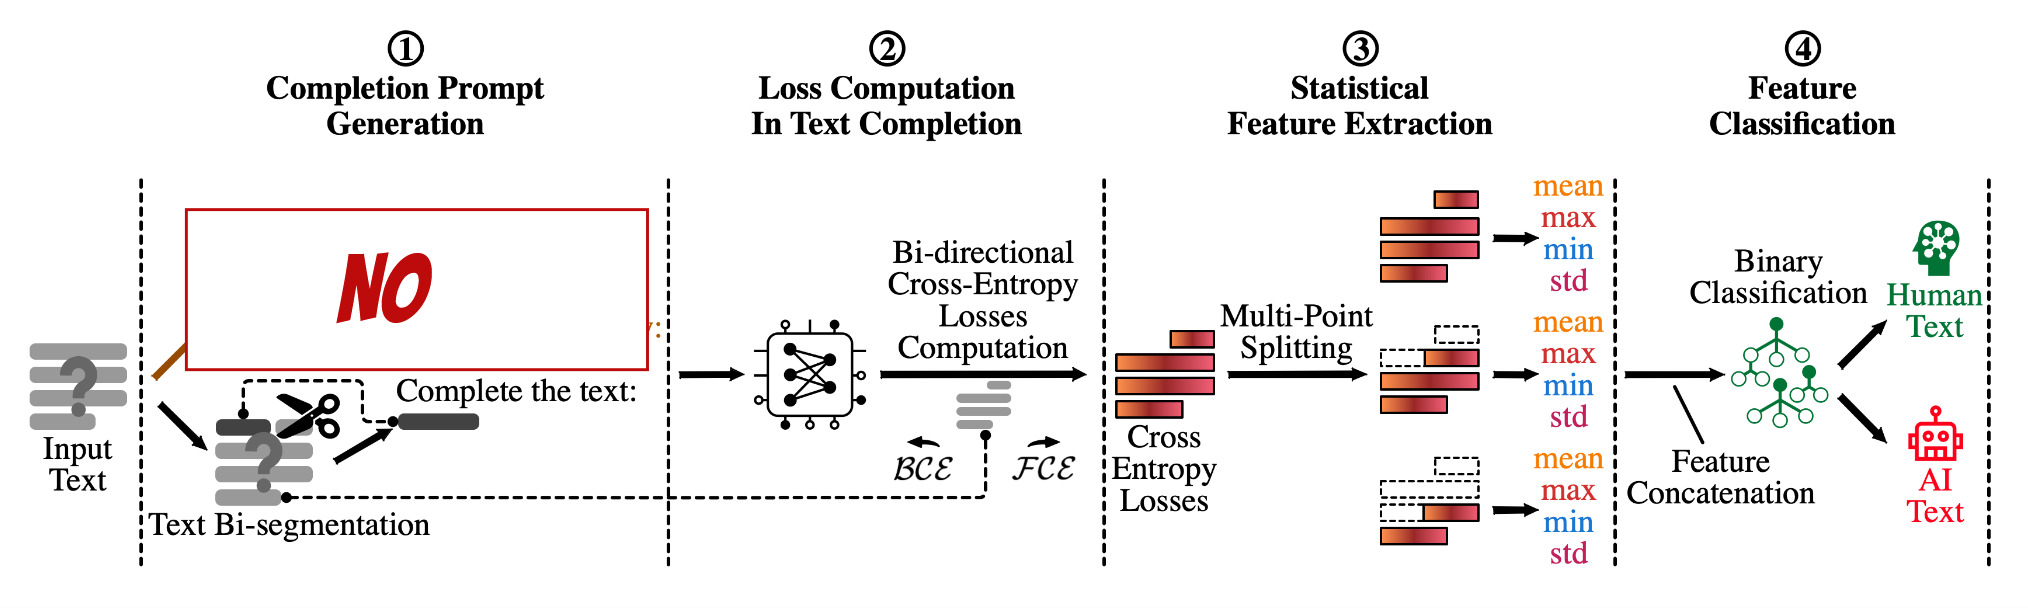 ①
Completion Prompt
Generation
②
Loss Computation
In Text Completion
③
Statistical
Feature Extraction
④
Feature
Classification
?
Input
Text
NO
Complete the text:
?
Text Bi-segmentation
Bi-directional
Cross-Entropy
Losses
Computation
BCE
FCE
Cross
Entropy
Losses
Multi-Point
Splitting
mean
max
min
std
mean
max
min
std
mean
max
min
std
Binary
Classification
Feature
Concatenation
Human
Text
AI
Text